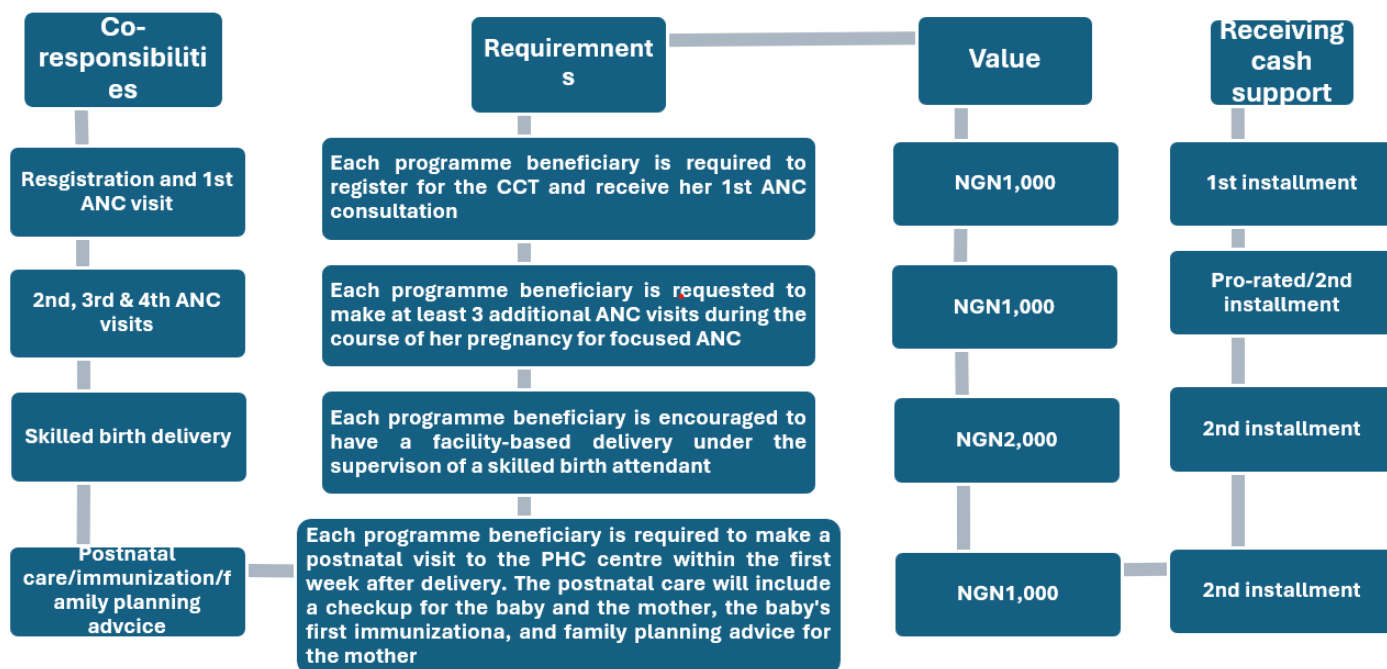 Co-
responsibiliti
es
Requiremnent
s
Value
Receiving
cash
support
Resgistration and 1st
ANC visit
Each programme beneficiary is required to
register for the CCT and receive her 1st ANC
consultation
NGN1,000
1st installment
2nd, 3rd & 4th ANC
visits
Each programme beneficiary is requested to
make at least 3 additional ANC visits during the
course of her pregnancy for focused ANC
NGN1,000
Pro-rated/2nd
installment
Skilled birth delivery
Each programme beneficiary is encouraged to
have a facility-based delivery under the
supervison of a skilled birth attendant
NGN2,000
2nd installment
Postnatal
care/immunization/f
amily planning
advcice
Each programme beneficiary is required to make a
postnatal visit to the PHC centre within the first
week after delivery. The postnatal care will include
a checkup for the baby and the mother, the baby's
first immunizationa, and family planning advice for
the mother
NGN1,000
2nd installment